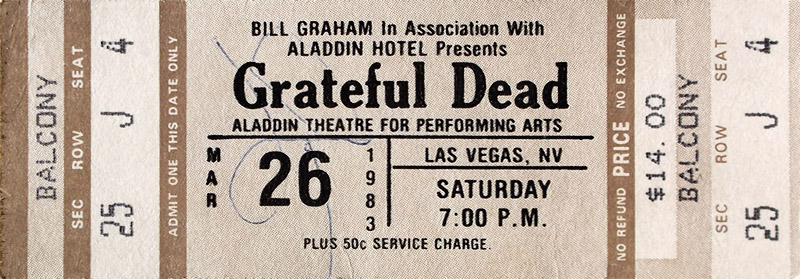 BALCONY
SEC 25 ROW J SEAT 4
ADMIT ONE THIS DATE ONLY
BILL GRAHAM In Association With
ALADDIN HOTEL Presents
Grateful Dead
ALADDIN THEATRE FOR PERFORMING ARTS
MAR 26 1983
LAS VEGAS, NV
SATURDAY
7:00 P.M.
PLUS 50c SERVICE CHARGE.
NO REFUND PRICE NO EXCHANGE
$14.00
BALCONY
SEC 25 ROW J SEAT 4